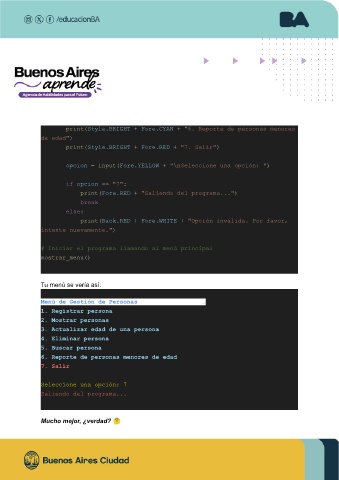 /educacionBA
BA
Buenos Aires
aprende
Agencia de Habilidades para el Futuro
print(Style.BRIGHT + Fore.CYAN + "6. Reporte de personas menores
de edad")
print(Style.BRIGHT + Fore.RED + "7. Salir")
opcion = input(Fore.YELLOW + "\nSeleccione una opción: ")
if opcion == "7":
print(Fore.RED + "Saliendo del programa...")
break
else:
print(Back.RED + Fore.WHITE + "Opción inválida. Por favor,
intente nuevamente.")
# Iniciar el programa llamando al menú principal
mostrar_menu()
Tu menú se vería así:
Menú de Gestión de Personas
1. Registrar persona
2. Mostrar personas
3. Actualizar edad de una persona
4. Eliminar persona
5. Buscar persona
6. Reporte de personas menores de edad
7. Salir
Seleccione una opción: 7
Saliendo del programa...
Mucho mejor, ¿verdad?
Buenos Aires Ciudad